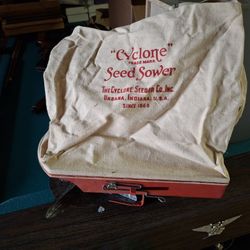 "Cyclone"
TRADE MARK
Seed Sower
THE CYCLONE SEEDER CO. INC.
URBANA, INDIANA, U.S.A.
SINCE 1868